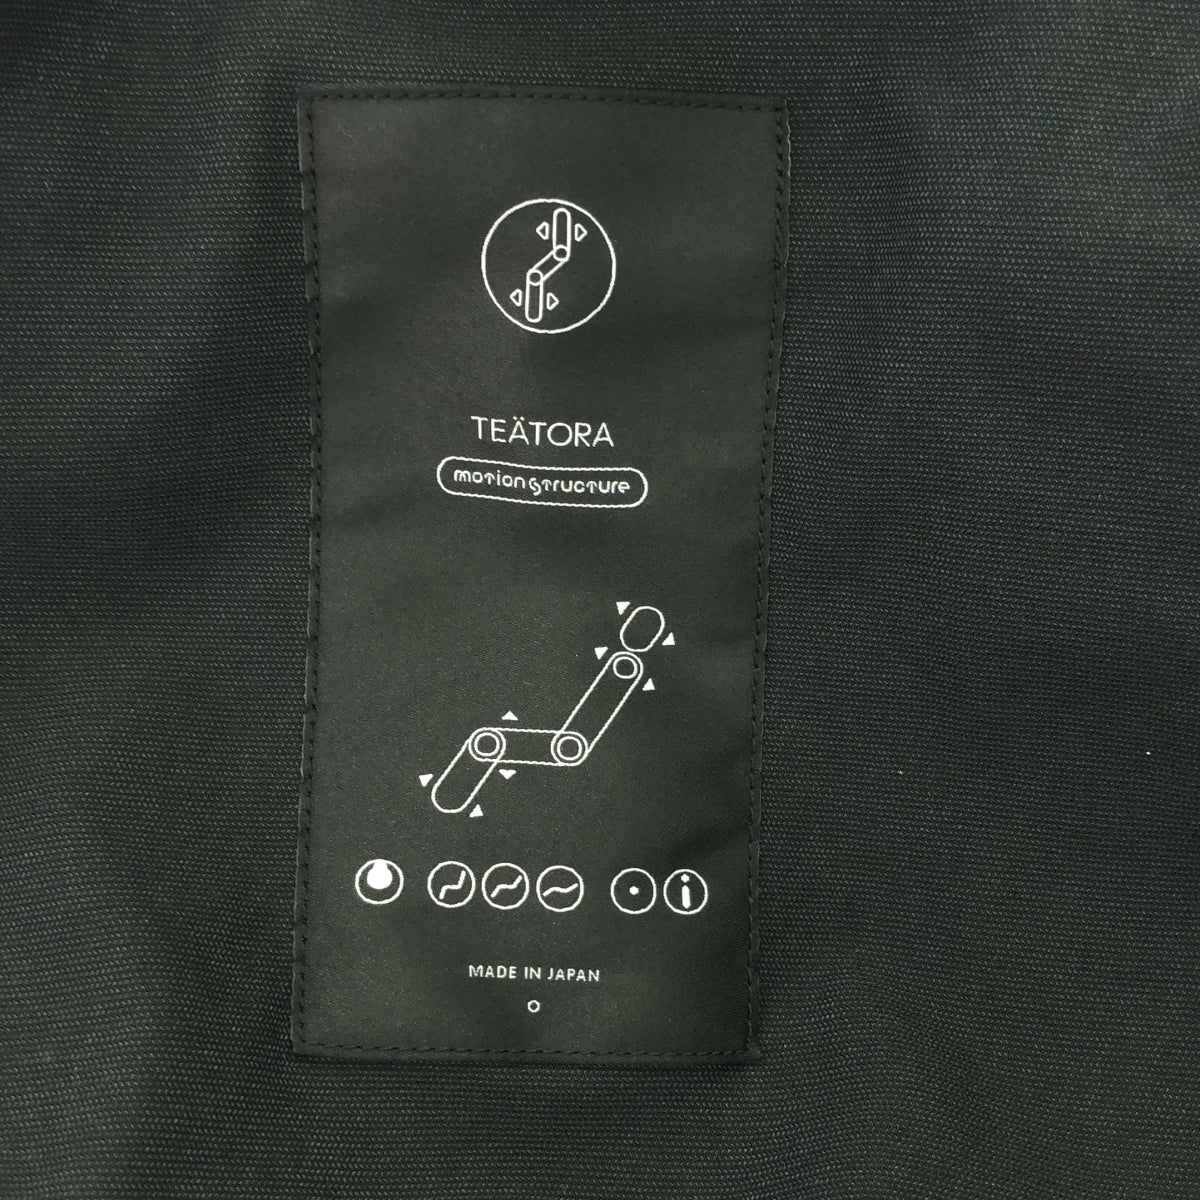 TEÄTORA
motion structure
MADE IN JAPAN